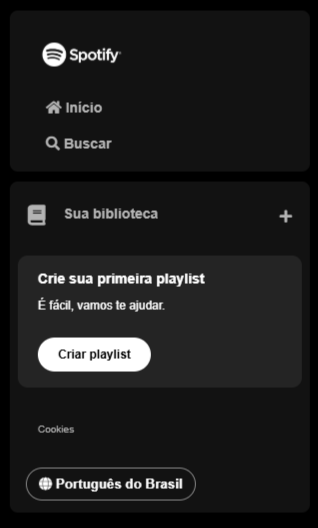 Spotify
Início
Buscar
Sua biblioteca
Crie sua primeira playlist
É fácil, vamos te ajudar.
Criar playlist
Cookies
Português do Brasil